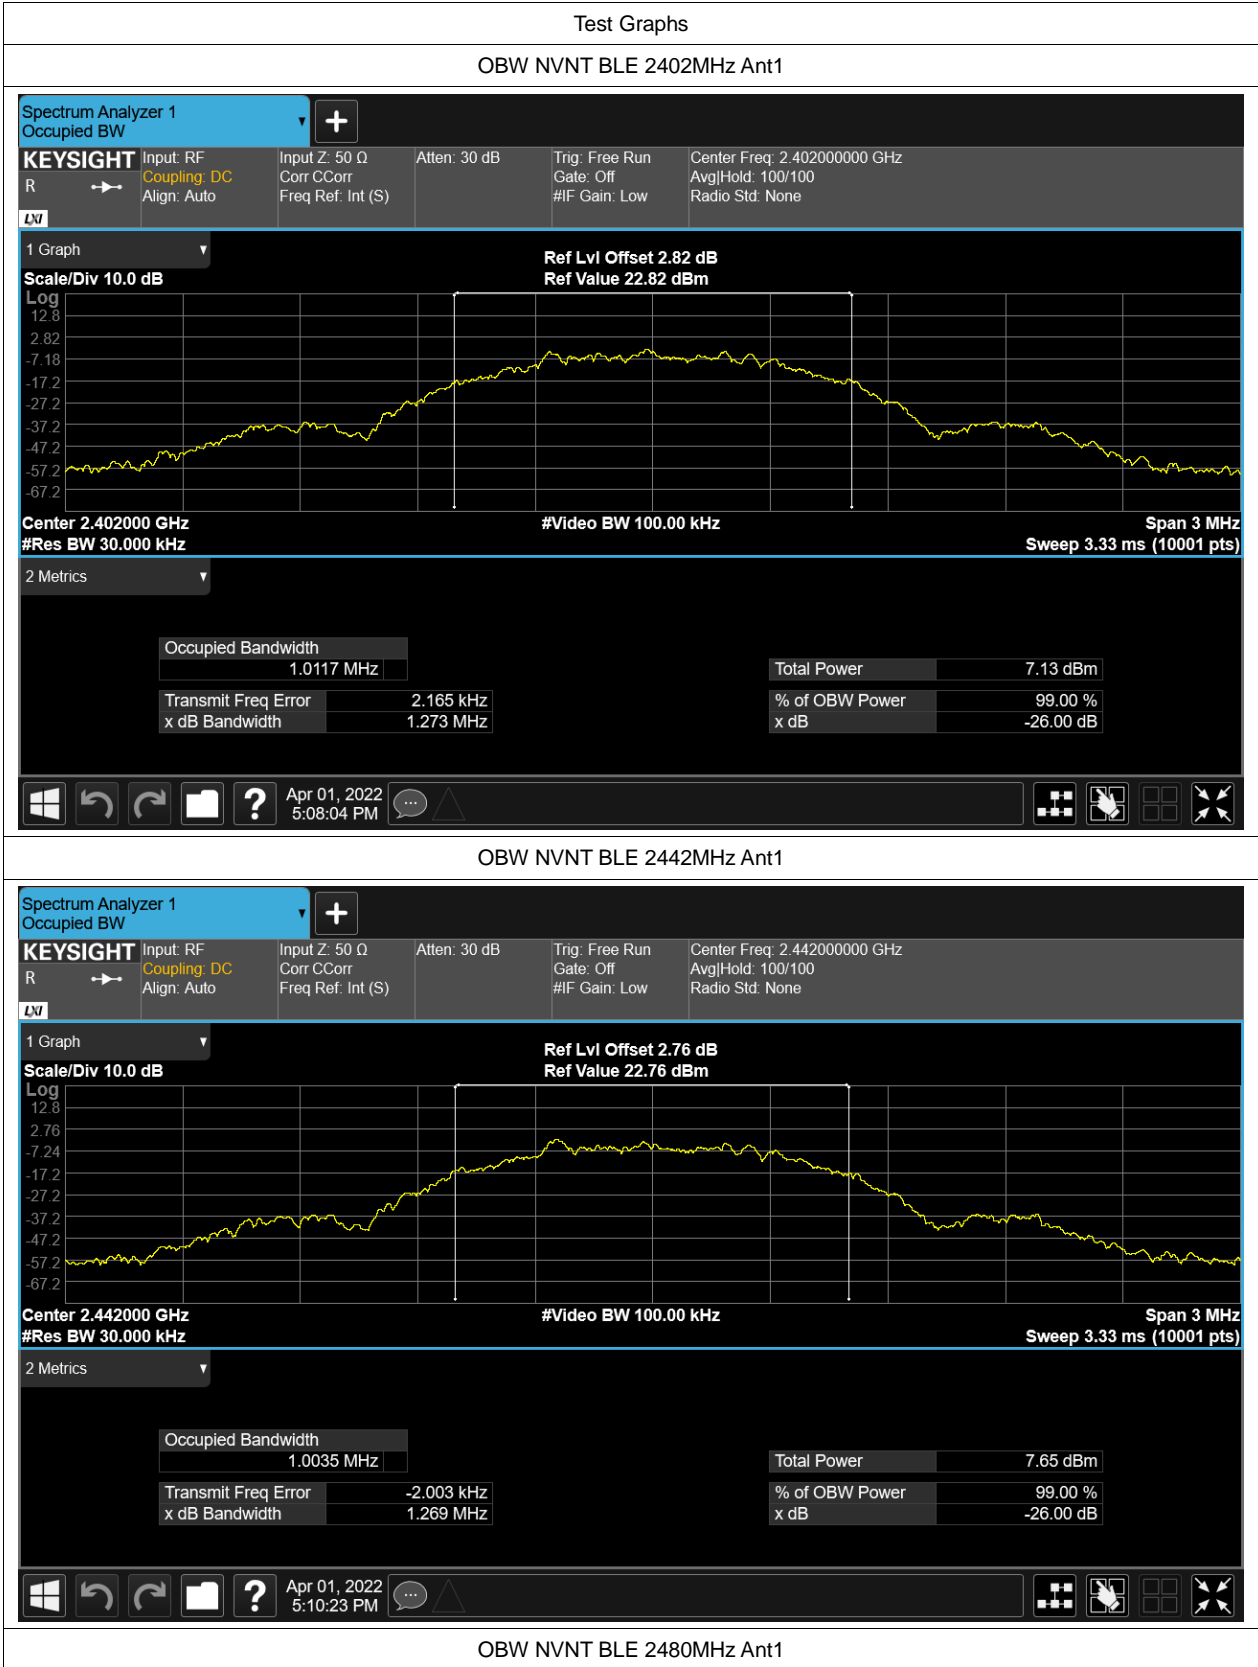 Test Graphs
OBW NVNT BLE 2402MHz Ant1
Spectrum Analyzer 1
Occupied BW
KEYSIGHT Input: RF Input Z: 50 Ω Atten: 30 dB Trig: Free Run Center Freq: 2.402000000 GHz
R Coupling: DC Corr CCorr Gate: Off Avg|Hold: 100/100
Align: Auto Freq Ref: Int (S) #IF Gain: Low Radio Std: None
LXI
1 Graph
Ref Lvl Offset 2.82 dB
Scale/Div 10.0 dB Ref Value 22.82 dBm
Log
12.8
2.82
-7.18
-17.2
-27.2
-37.2
-47.2
-57.2
-67.2
Center 2.402000 GHz #Video BW 100.00 kHz Span 3 MHz
#Res BW 30.000 kHz Sweep 3.33 ms (10001 pts)
2 Metrics
Occupied Bandwidth
1.0117 MHz Total Power 7.13 dBm
Transmit Freq Error 2.165 kHz % of OBW Power 99.00 %
x dB Bandwidth 1.273 MHz x dB -26.00 dB
Apr 01, 2022
5:08:04 PM
OBW NVNT BLE 2442MHz Ant1
Spectrum Analyzer 1
Occupied BW
KEYSIGHT Input: RF Input Z: 50 Ω Atten: 30 dB Trig: Free Run Center Freq: 2.442000000 GHz
R Coupling: DC Corr CCorr Gate: Off Avg|Hold: 100/100
Align: Auto Freq Ref: Int (S) #IF Gain: Low Radio Std: None
LXI
1 Graph
Ref Lvl Offset 2.76 dB
Scale/Div 10.0 dB Ref Value 22.76 dBm
Log
12.8
2.76
-7.24
-17.2
-27.2
-37.2
-47.2
-57.2
-67.2
Center 2.442000 GHz #Video BW 100.00 kHz Span 3 MHz
#Res BW 30.000 kHz Sweep 3.33 ms (10001 pts)
2 Metrics
Occupied Bandwidth
1.0035 MHz Total Power 7.65 dBm
Transmit Freq Error -2.003 kHz % of OBW Power 99.00 %
x dB Bandwidth 1.269 MHz x dB -26.00 dB
Apr 01, 2022
5:10:23 PM
OBW NVNT BLE 2480MHz Ant1